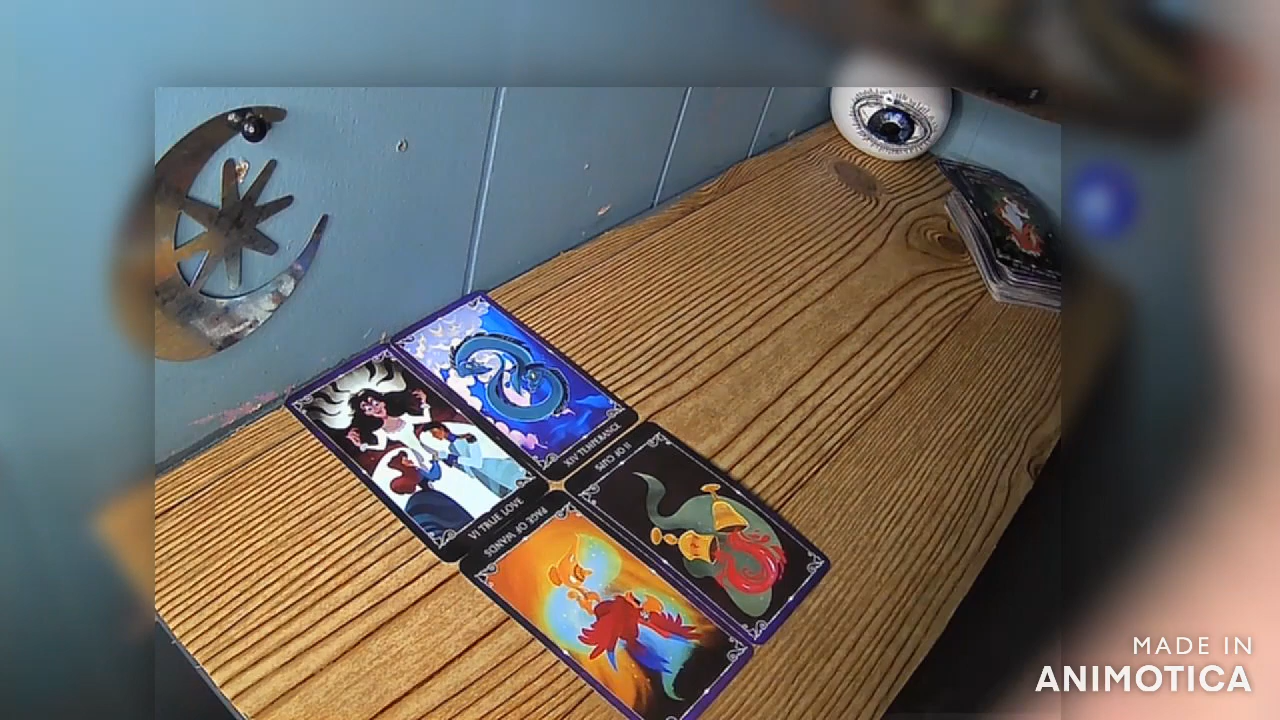 XIV TEMPERANCE
II OF CUPS
VI TRUE LOVE
PAGE OF WANDS
MADE IN
ANIMOTICA